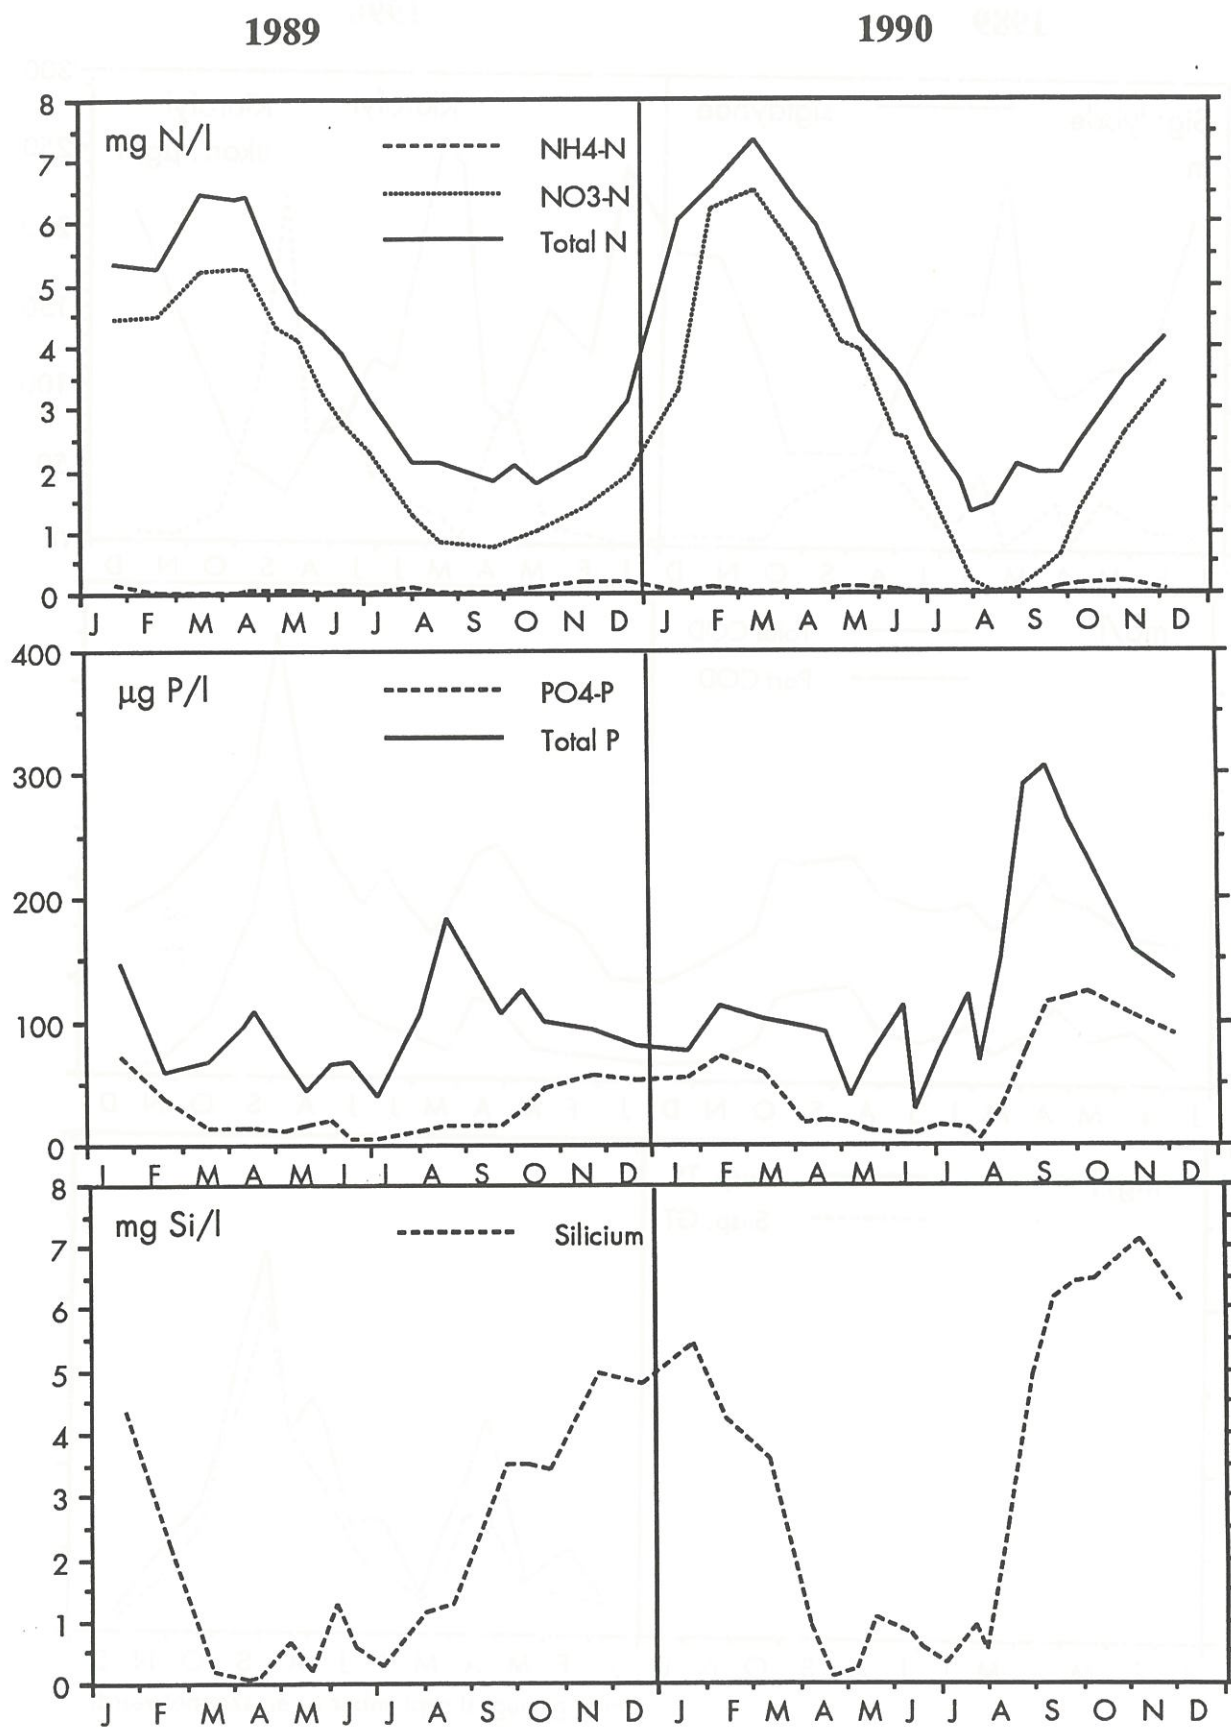 1989 1990
8
mg N/l
NH4-N
7
NO3-N
6
Total N
5
4
3
2
1
0
J F M A M J J A S O N D J F M A M J J A S O N D
400
µg P/l
PO4-P
Total P
300
200
100
0
J F M A M J J A S O N D J F M A M J J A S O N D
8
mg Si/l
Silicium
7
6
5
4
3
2
1
0
J F M A M J J A S O N D J F M A M J J A S O N D